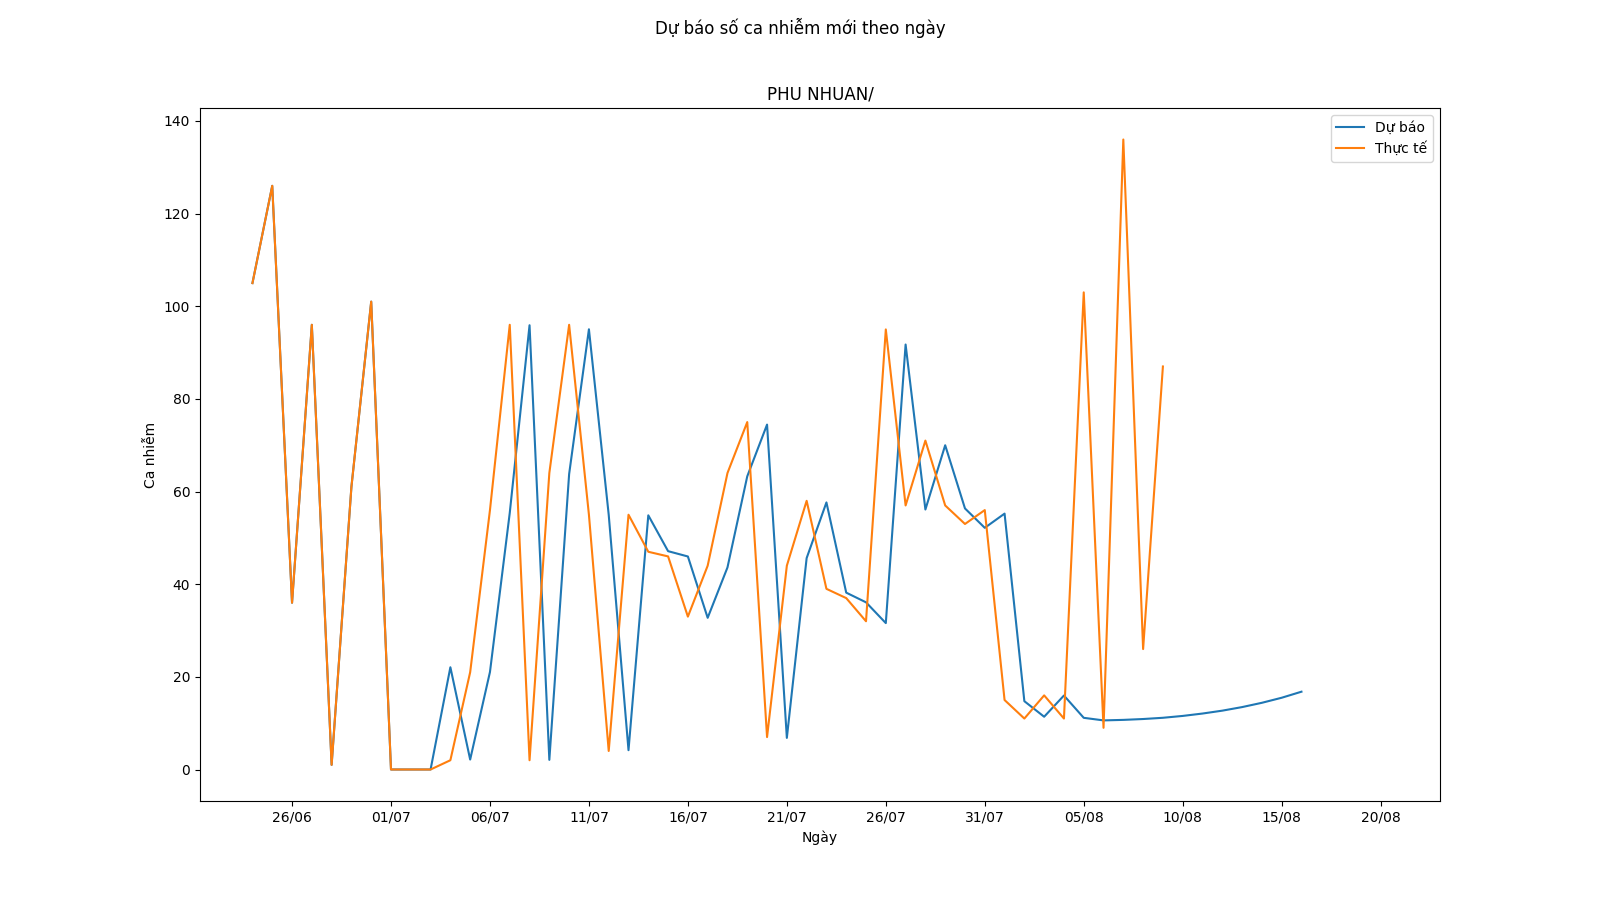 Dự báo số ca nhiễm mới theo ngày
PHU NHUAN/
Dự báo
Thực tế
140
120
100
80
60
40
20
0
Ca nhiễm
26/06 01/07 06/07 11/07 16/07 21/07 26/07 31/07 05/08 10/08 15/08 20/08
Ngày